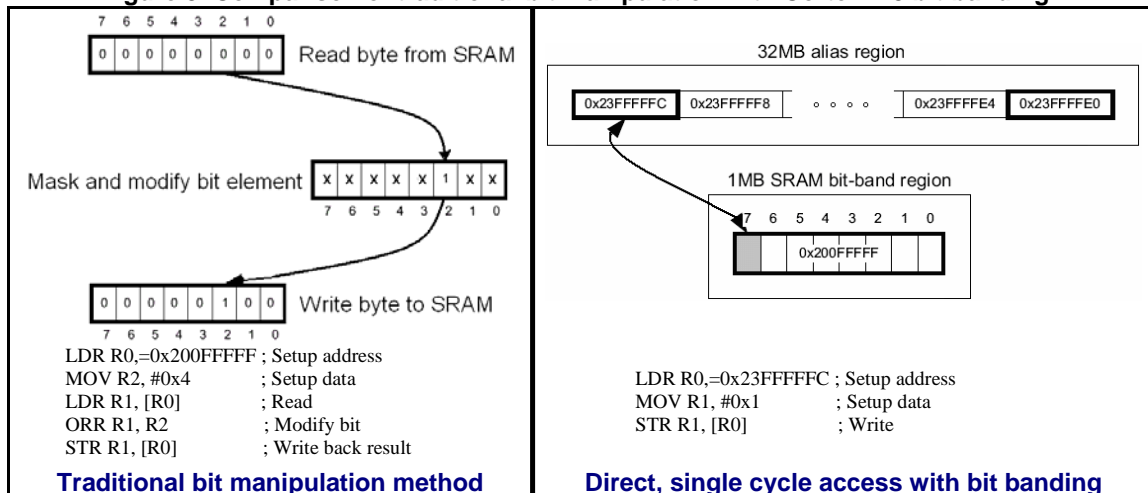 7 6 5 4 3 2 1 0
0 0 0 0 0 0 0 0
Read byte from SRAM
Mask and modify bit element
X X X X X 1 X X
7 6 5 4 3 2 1 0
0 0 0 0 0 1 0 0
Write byte to SRAM
7 6 5 4 3 2 1 0
LDR R0,=0x200FFFFF ; Setup address
MOV R2, #0x4 ; Setup data
LDR R1, [R0] ; Read
ORR R1, R2 ; Modify bit
STR R1, [R0] ; Write back result
Traditional bit manipulation method
32MB alias region
0x23FFFFFC 0x23FFFFF8 0x23FFFFE4 0x23FFFFE0
1MB SRAM bit-band region
7 6 5 4 3 2 1 0
0x200FFFFF
LDR R0,=0x23FFFFFC ; Setup address
MOV R1, #0x1 ; Setup data
STR R1, [R0] ; Write
Direct, single cycle access with bit banding